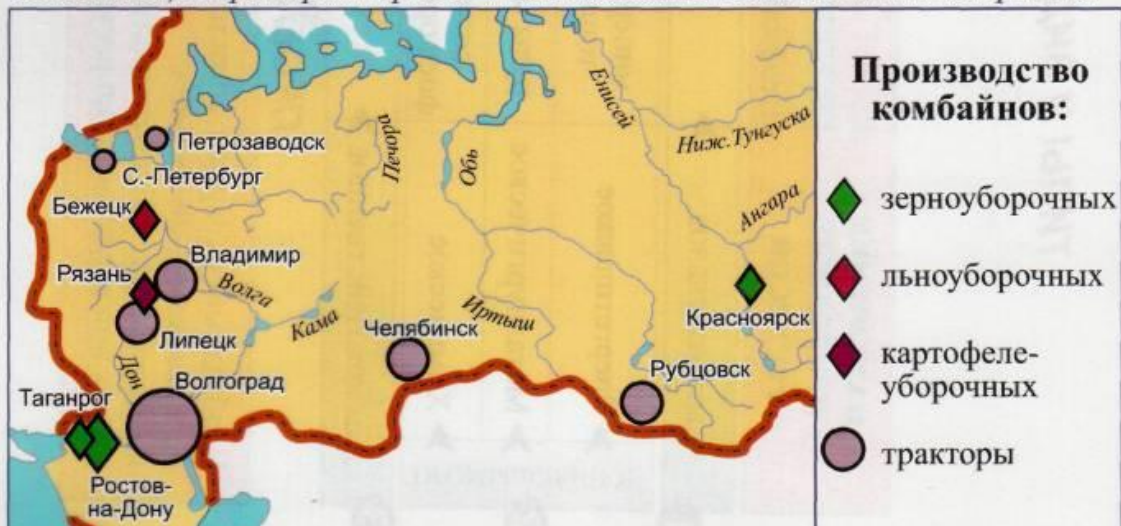 Петрозаводск
С.-Петербург
Бежецк
Владимир
Рязань
Волга
Липецк
Кама
Дон
Волгоград
Таганрог
Ростов-
на-Дону
Челябинск
Печора
Обь
Иртыш
Енисей
Ниж. Тунгуска
Ангара
Красноярск
Рубцовск
Производство
комбайнов:
зерноуборочных
льноуборочных
картофеле-
уборочных
тракторы